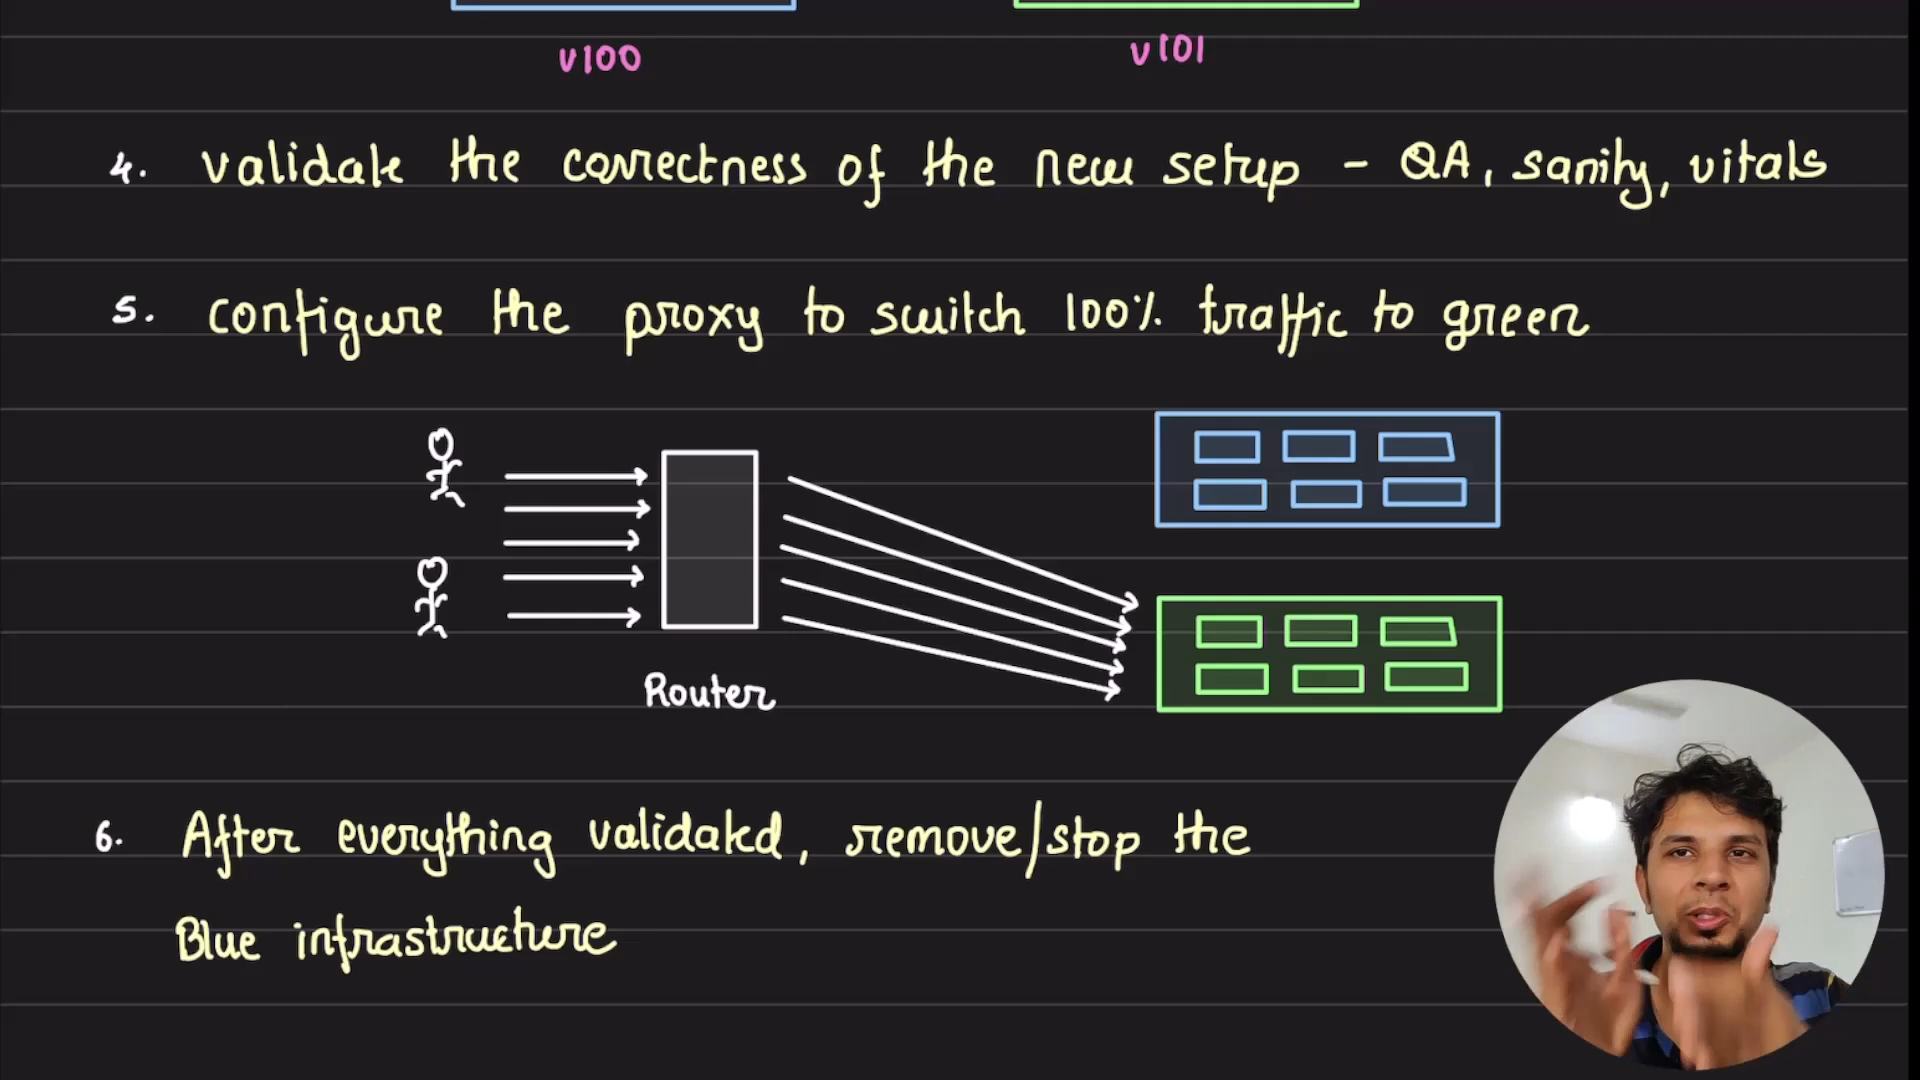 v100
v101
4. validate the correctness of the new setup - QA, sanity, vitals
5. configure the proxy to switch 100% traffic to green
Router
6. After everything validated, remove/stop the
Blue infrastructure